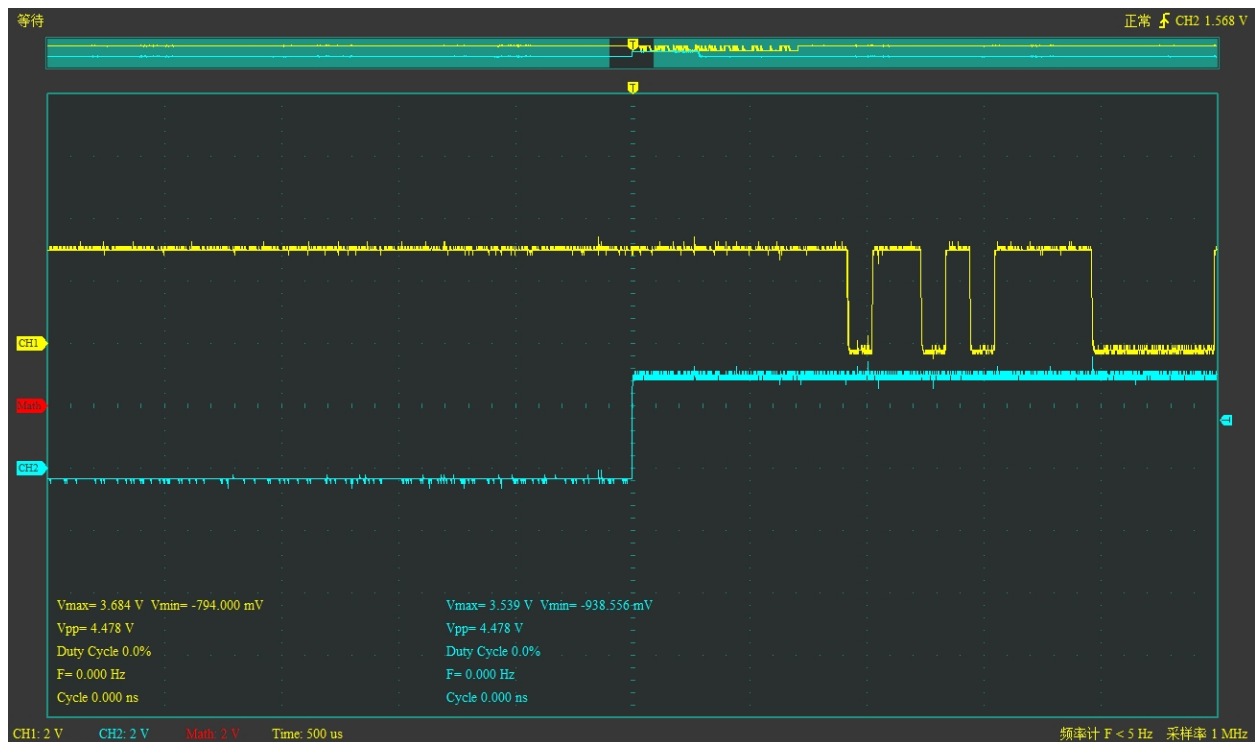 等待
正常 CH2 1.568 V
T
T
CH1
Math
T
CH2
Vmax= 3.684 V Vmin= -794.000 mV
Vmax= 3.539 V Vmin= -938.556 mV
Vpp= 4.478 V
Vpp= 4.478 V
Duty Cycle 0.0%
Duty Cycle 0.0%
F= 0.000 Hz
F= 0.000 Hz
Cycle 0.000 ns
Cycle 0.000 ns
CH1: 2 V CH2: 2 V Math: 2 V Time: 500 us
频率计 F < 5 Hz 采样率 1 MHz